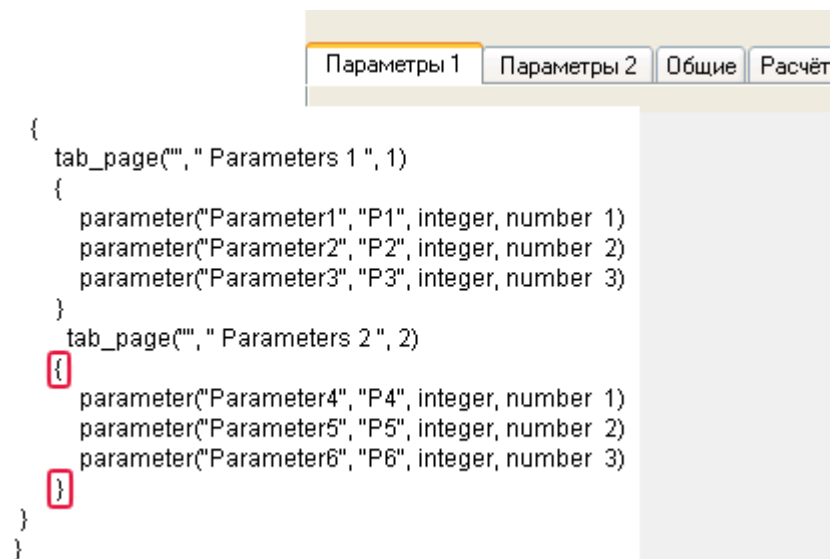 Параметры 1 Параметры 2 Общие Расчёт
{
tab_page("", " Parameters 1 ", 1)
{
parameter("Parameter1", "P1", integer, number 1)
parameter("Parameter2", "P2", integer, number 2)
parameter("Parameter3", "P3", integer, number 3)
}
tab_page("", " Parameters 2 ", 2)
{
parameter("Parameter4", "P4", integer, number 1)
parameter("Parameter5", "P5", integer, number 2)
parameter("Parameter6", "P6", integer, number 3)
}
}
}